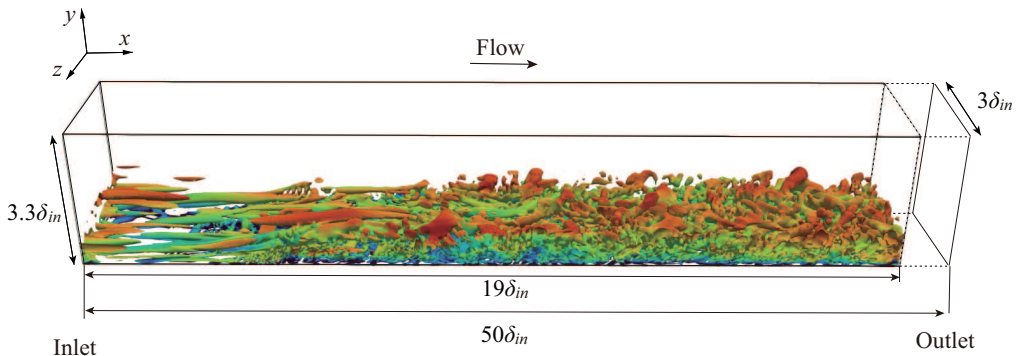 y
x
z
Flow
3δin
3.3δin
19δin
50δin
Inlet
Outlet